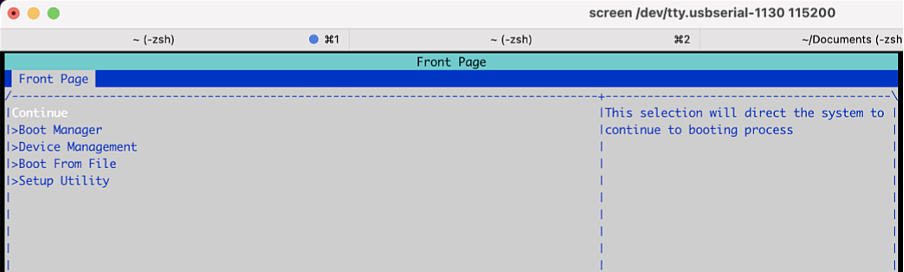 screen /dev/tty.usbserial-1130 115200
~ (-zsh) ⌘1 ~ (-zsh) ⌘2 ~/Documents (-zsh
Front Page
Front Page
Continue
>Boot Manager
>Device Management
>Boot From File
>Setup Utility
This selection will direct the system to
continue to booting process